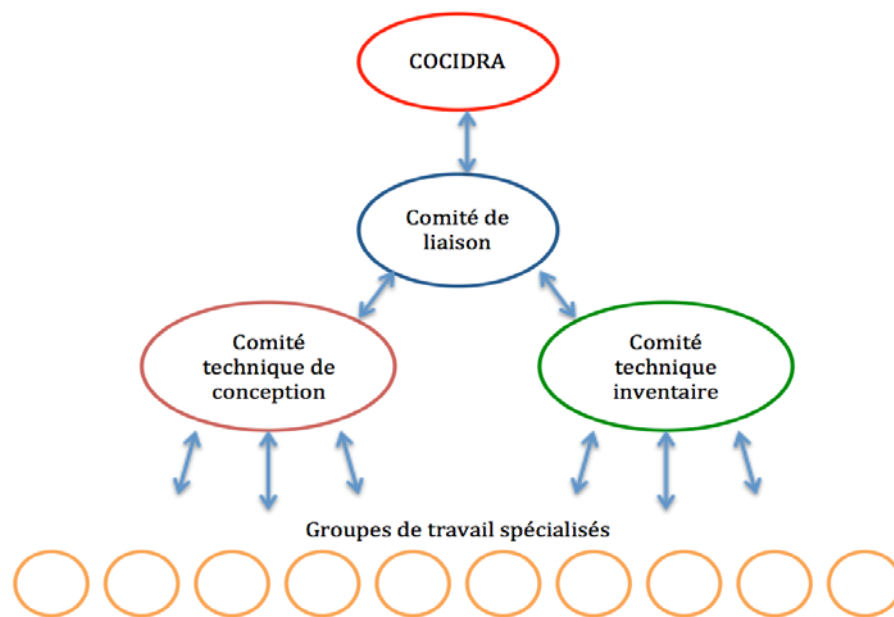 COCIDRA
Comité de
liaison
Comité
technique de
conception
Comité
technique
inventaire
Groupes de travail spécialisés